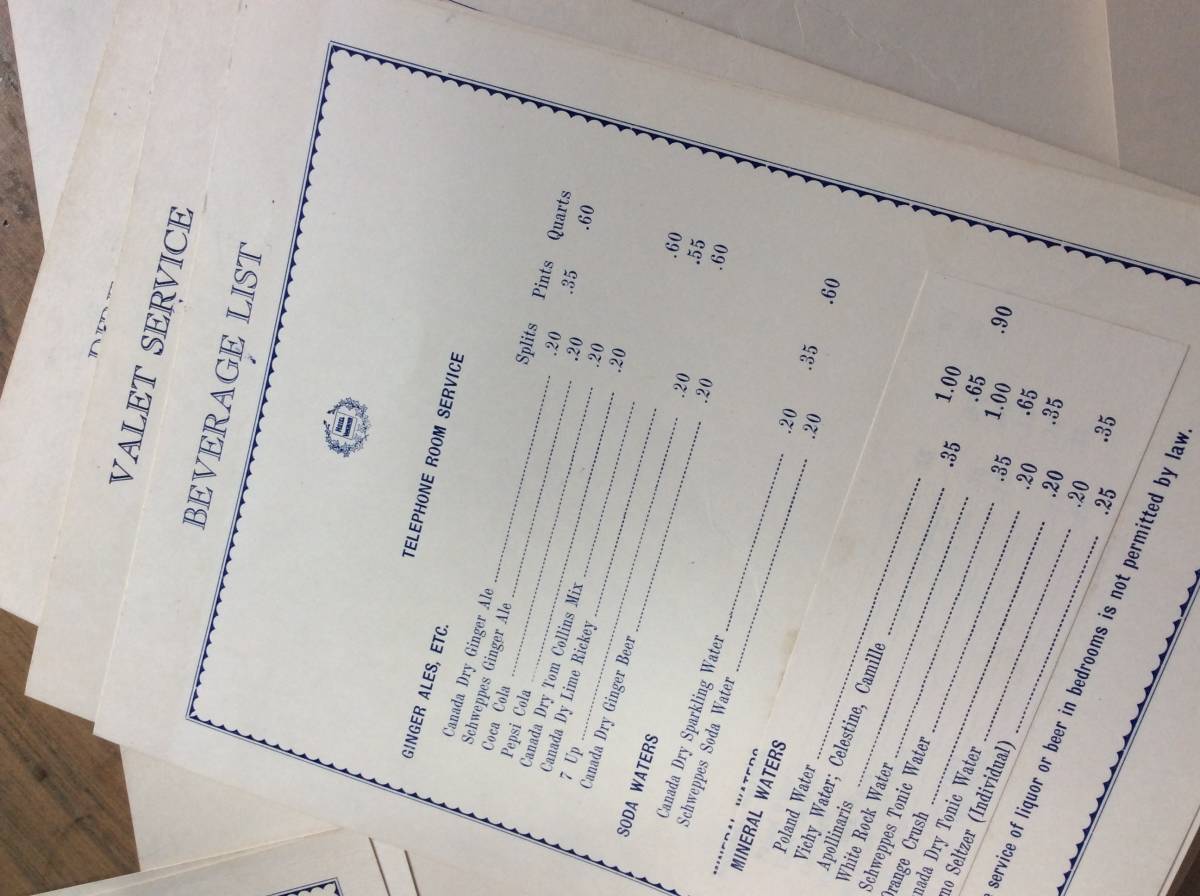 VALET SERVICE
BEVERAGE LIST
TELEPHONE ROOM SERVICE
GINGER ALES, ETC. Splits Pints Quarts
Canada Dry Ginger Ale .20 .35 .60
Schweppes Ginger Ale .20
Coca Cola .20
Pepsi Cola .20
Canada Dry Tom Collins Mix .60
Canada Dy Lime Rickey .55
7 Up .20 .60
Canada Dry Ginger Beer .20
SODA WATERS
Canada Dry Sparkling Water .20 .35 .60
Schweppes Soda Water .20
MINERAL WATERS
Poland Water 1.00
Vichy Water; Celestine, Camille .35 .65 .90
Apollinaris 1.00
White Rock Water .35 .65
Schweppes Tonic Water .20 .35
Orange Crush .20
nada Dry Tonic Water .20 .35
mo Seltzer (Individual) .25
service of liquor or beer in bedrooms is not permitted by law.